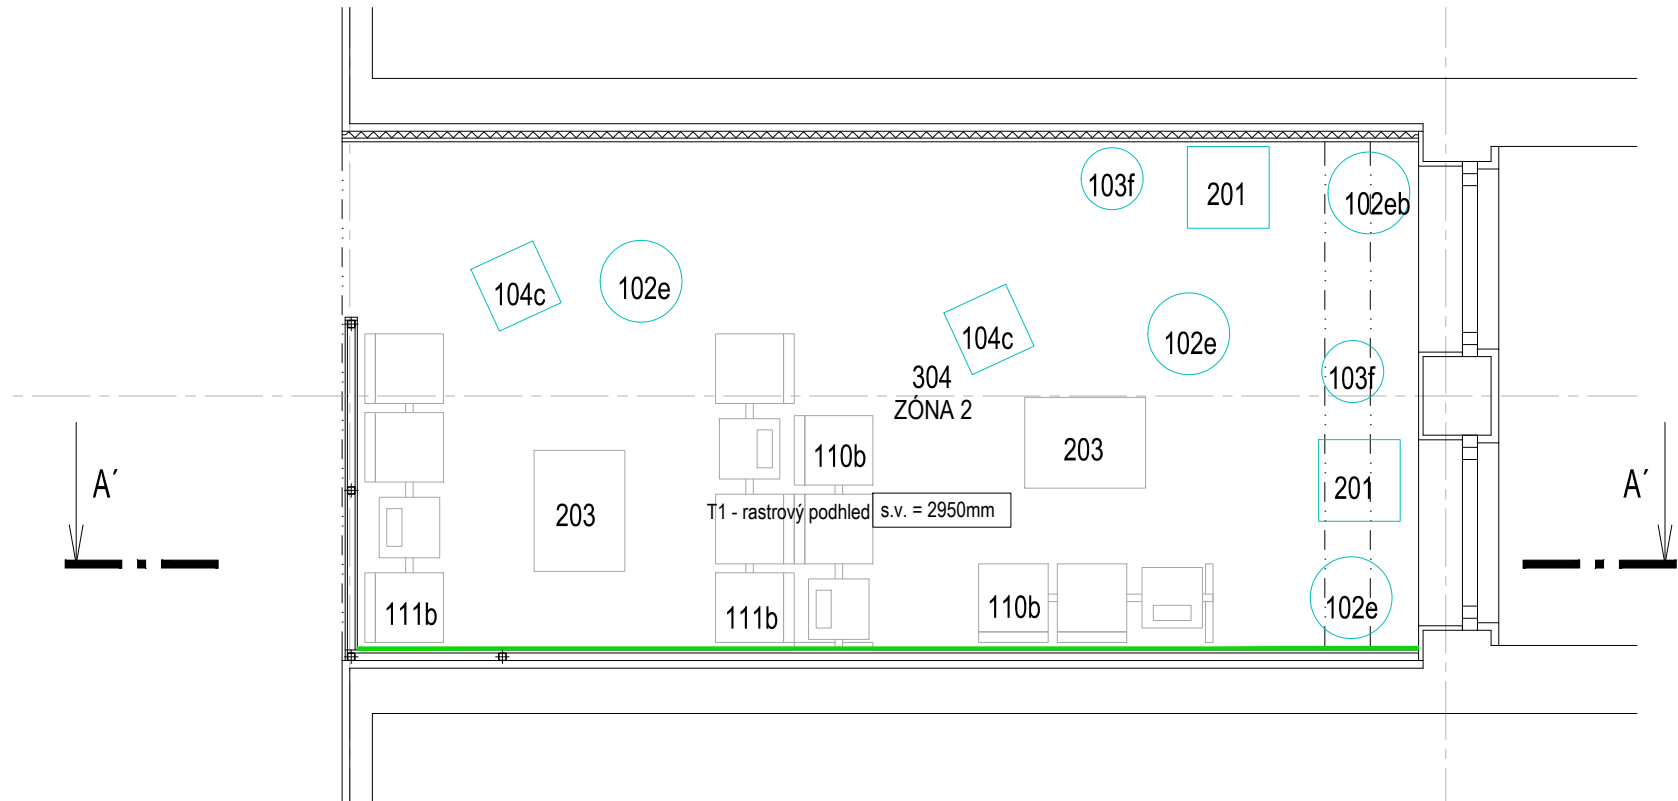 103f
201
102eb
104c
102e
104c
102e
304
ZÓNA 2
103f
110b
203
A´
201
A´
203
T1 - rastrový podhled
s.v. = 2950mm
111b
111b
110b
102e